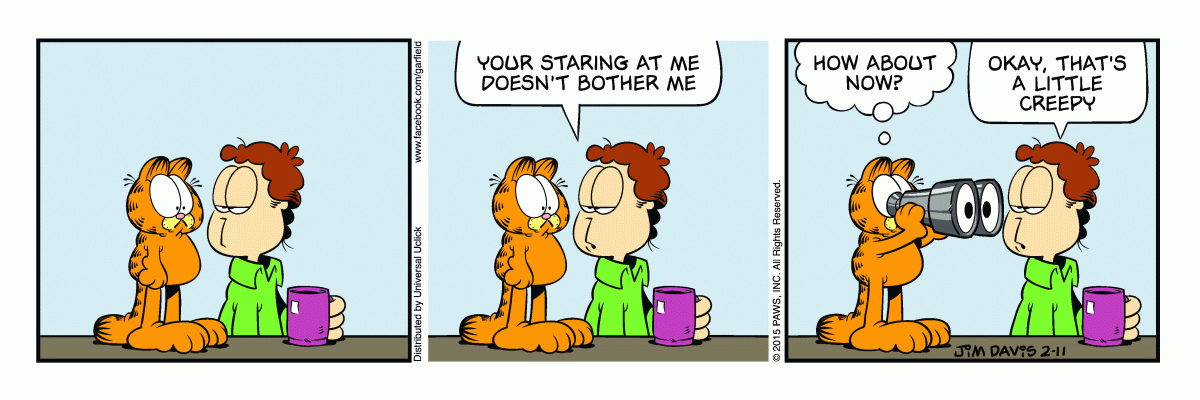 www.facebook.com/garfield
Distributed by Universal Uclick
YOUR STARING AT ME
DOESN'T BOTHER ME
© 2015 PAWS, INC. All Rights Reserved.
HOW ABOUT
NOW?
OKAY, THAT'S
A LITTLE
CREEPY
JIM DAVIS 2-11